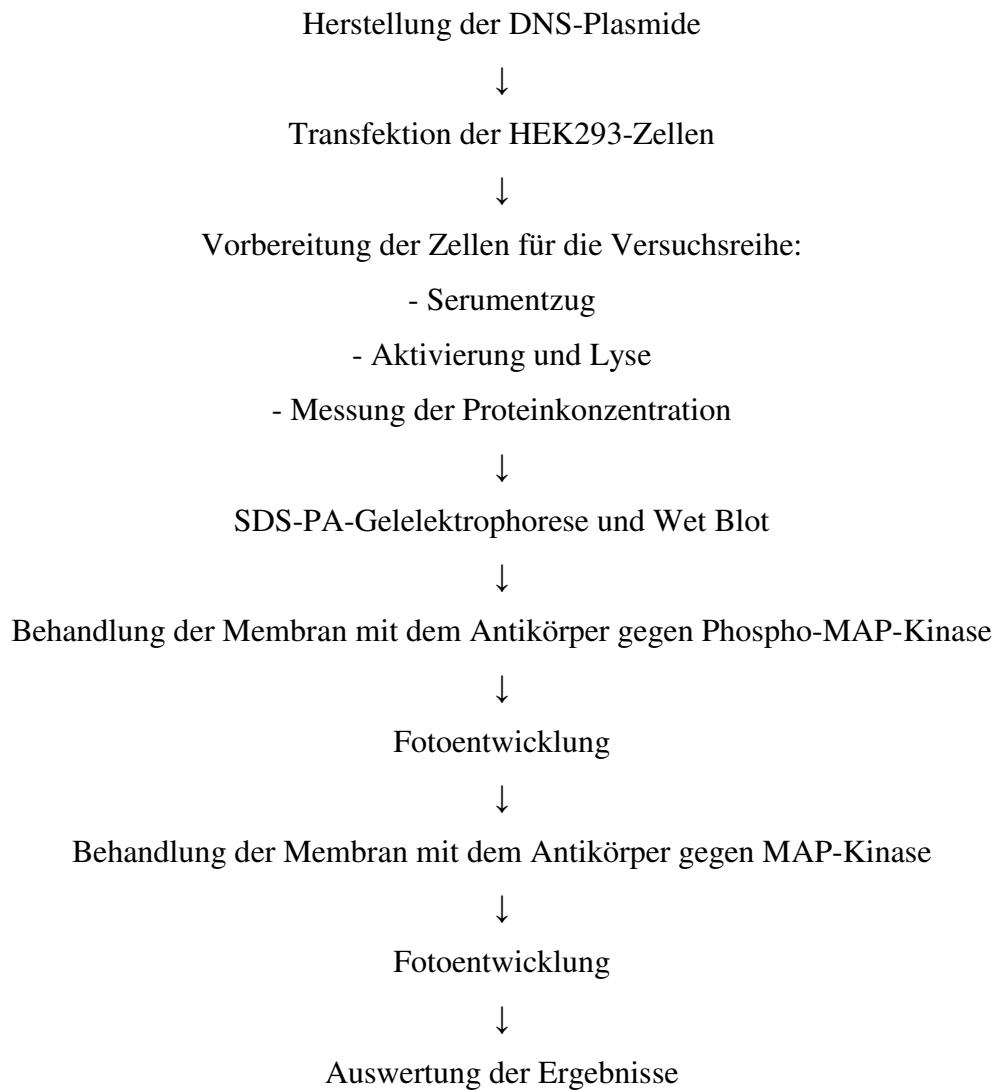 Herstellung der DNS-Plasmide
↓
Transfektion der HEK293-Zellen
↓
Vorbereitung der Zellen für die Versuchsreihe:
- Serumentzug
- Aktivierung und Lyse
- Messung der Proteinkonzentration
↓
SDS-PA-Gelelektrophorese und Wet Blot
↓
Behandlung der Membran mit dem Antikörper gegen Phospho-MAP-Kinase
↓
Fotoentwicklung
↓
Behandlung der Membran mit dem Antikörper gegen MAP-Kinase
↓
Fotoentwicklung
↓
Auswertung der Ergebnisse